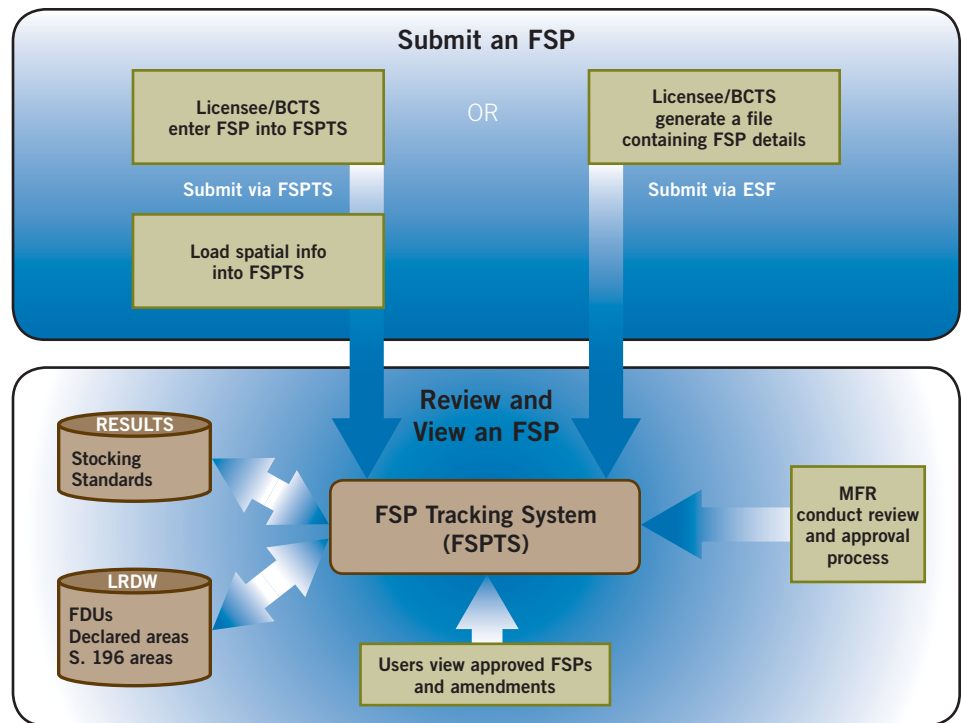 Submit an FSP
Licensee/BCTS
enter FSP into FSPTS
OR
Licensee/BCTS
generate a file
containing FSP details
Submit via FSPTS
Submit via ESF
Load spatial info
into FSPTS
Review and
View an FSP
RESULTS
Stocking
Standards
FSP Tracking System
(FSPTS)
MFR
conduct review
and approval
process
LRDW
FDUs
Declared areas
S. 196 areas
Users view approved FSPs
and amendments